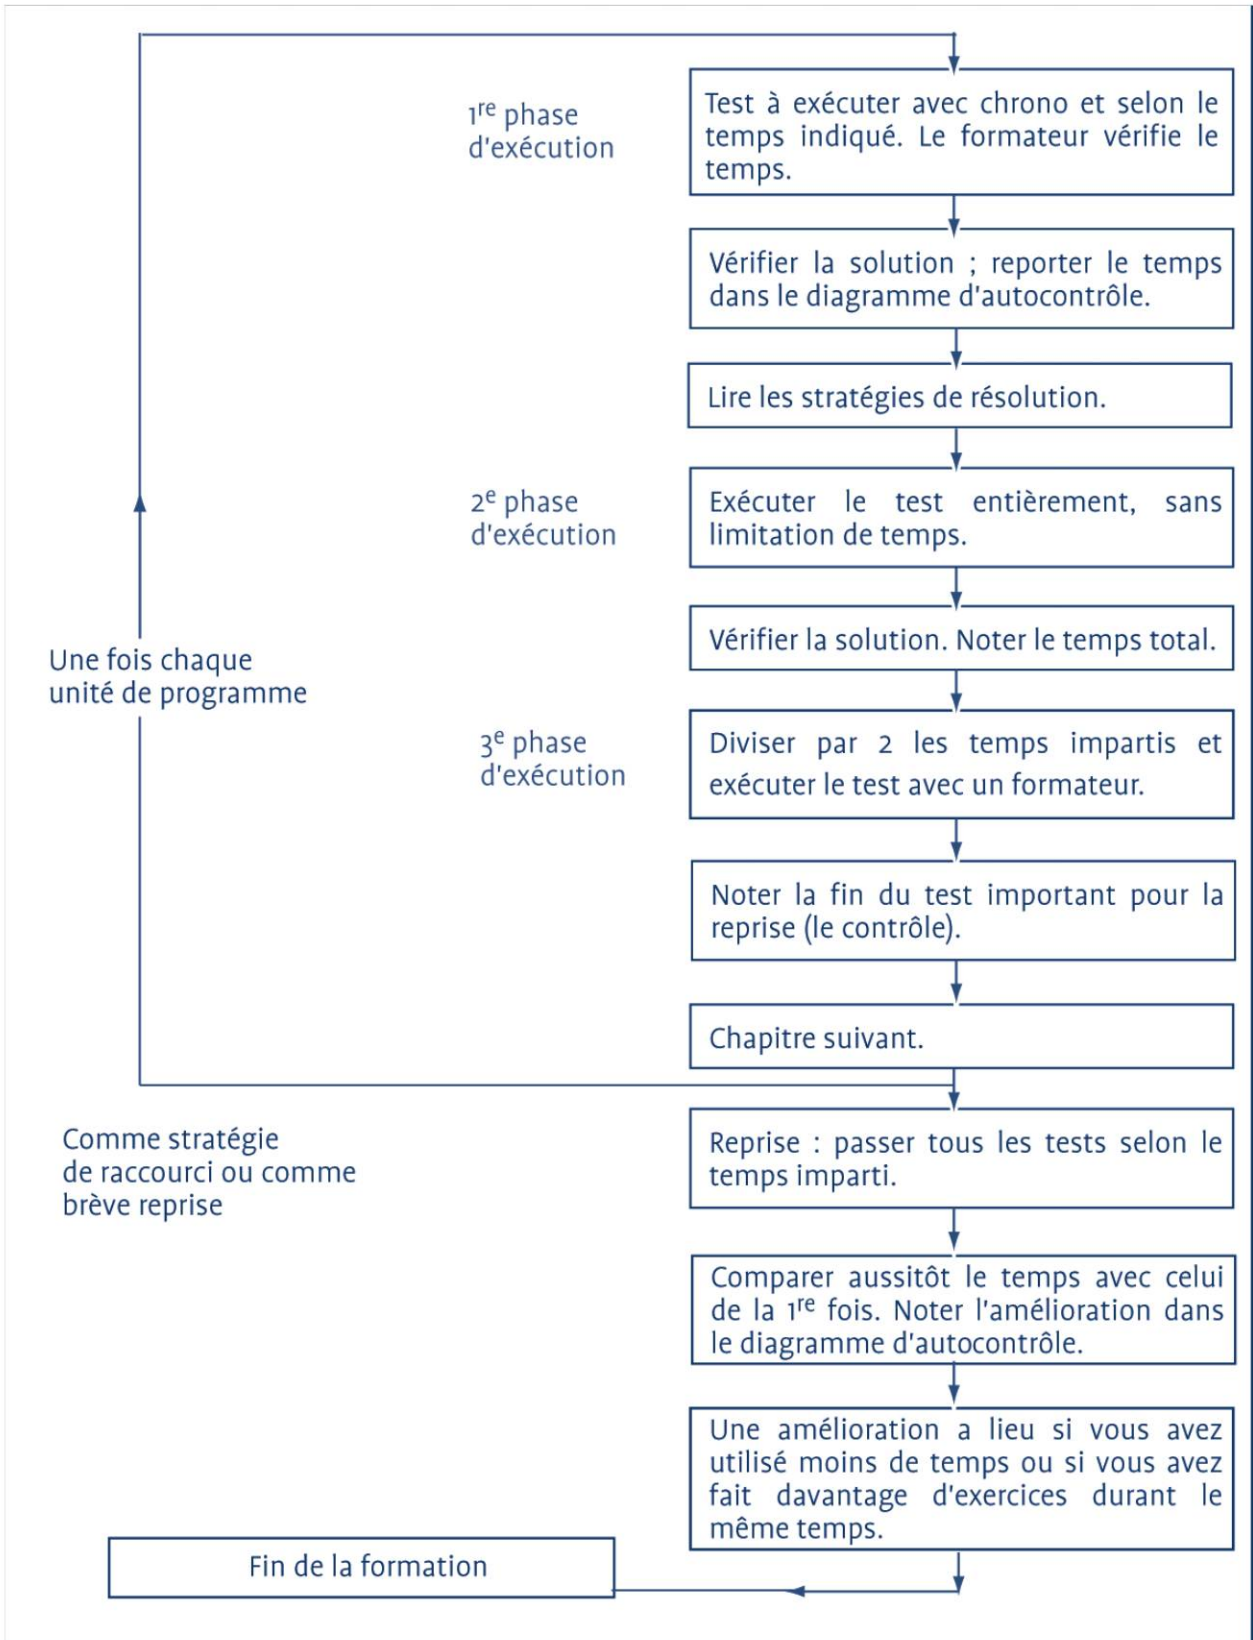 1re phase
d'exécution
Test à exécuter avec chrono et selon le
temps indiqué. Le formateur vérifie le
temps.
Vérifier la solution ; reporter le temps
dans le diagramme d'autocontrôle.
Lire les stratégies de résolution.
2e phase
d'exécution
Exécuter le test entièrement, sans
limitation de temps.
Vérifier la solution. Noter le temps total.
Une fois chaque
unité de programme
3e phase
d'exécution
Diviser par 2 les temps impartis et
exécuter le test avec un formateur.
Noter la fin du test important pour la
reprise (le contrôle).
Chapitre suivant.
Comme stratégie
de raccourci ou comme
brève reprise
Reprise : passer tous les tests selon le
temps imparti.
Comparer aussitôt le temps avec celui
de la 1re fois. Noter l'amélioration dans
le diagramme d'autocontrôle.
Une amélioration a lieu si vous avez
utilisé moins de temps ou si vous avez
fait davantage d'exercices durant le
même temps.
Fin de la formation